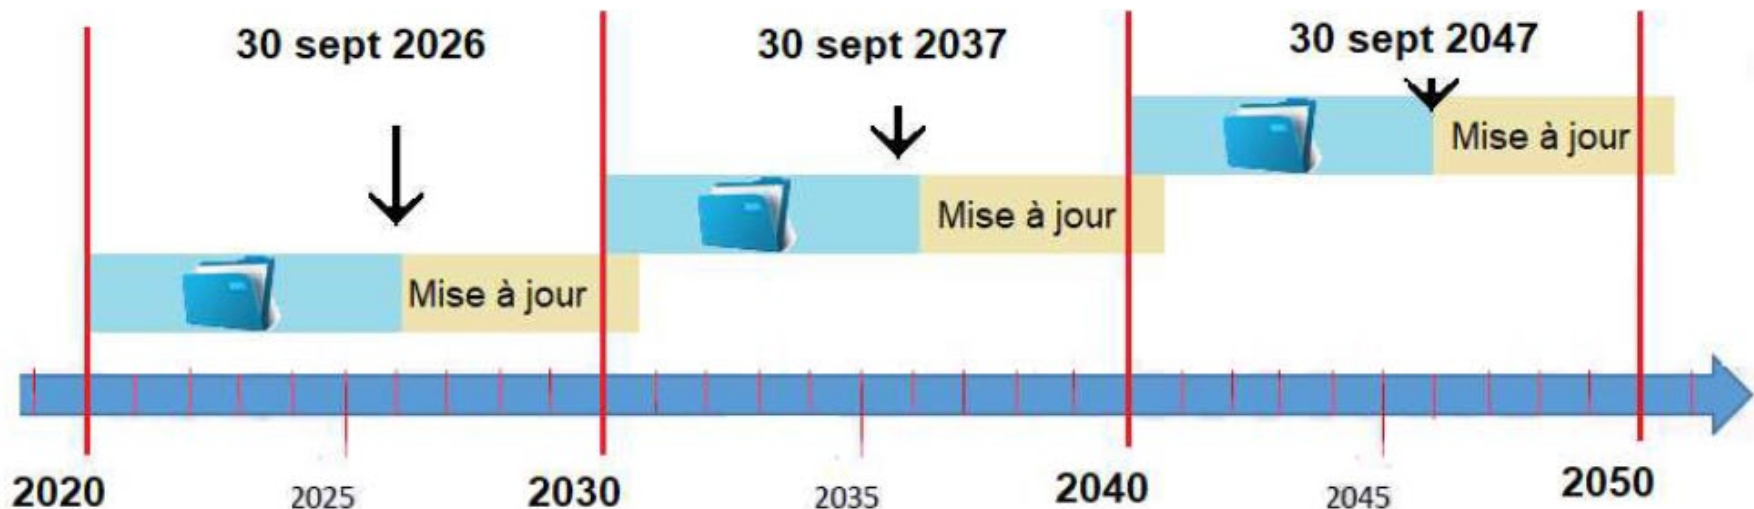 30 sept 2026
30 sept 2037
30 sept 2047
Mise à jour
Mise à jour
Mise à jour
2020
2025
2030
2035
2040
2045
2050